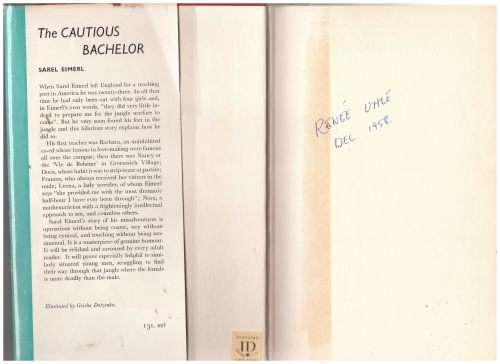 The CAUTIOUS
BACHELOR
SAREL EIMERL
When Sarel Eimerl left England for a teaching
post in America he was twenty-three. In all that
time he had only been out with four girls and,
in Eimerl's own words, "they did very little in-
deed to prepare me for the jungle warfare to
come". But he very soon found his feet in the
jungle and this hilarious story explains how he
did so.
His first teacher was Barbara, an uninhibited
co-ed whose lessons in love-making were famous
all over the campus; then there was Nancy or
the 'Vie de Boheme' in Greenwich Village;
Doris, whose habit it was to strip-tease at parties;
Frances, who always received her visitors in the
nude; Leona, a lady wrestler, of whom Eimerl
says "she provided me with the most dramatic
half-hour I have ever been through"; Nora, a
mathematician with a frighteningly intellectual
approach to sex, and countless others.
Sarel Eimerl's story of his misadventures is
uproarious without being coarse, wry without
being cynical, and touching without being sen-
timental. It is a masterpiece of genuine humour.
It will be relished and savoured by every adult
reader. It will prove especially helpful to simi-
larly situated young men, struggling to find
their way through that jungle where the female
is more deadly than the male.
Illustrated by Grisha Dotzenko.
15s. net
RENEÉ
DEC 1958
JD